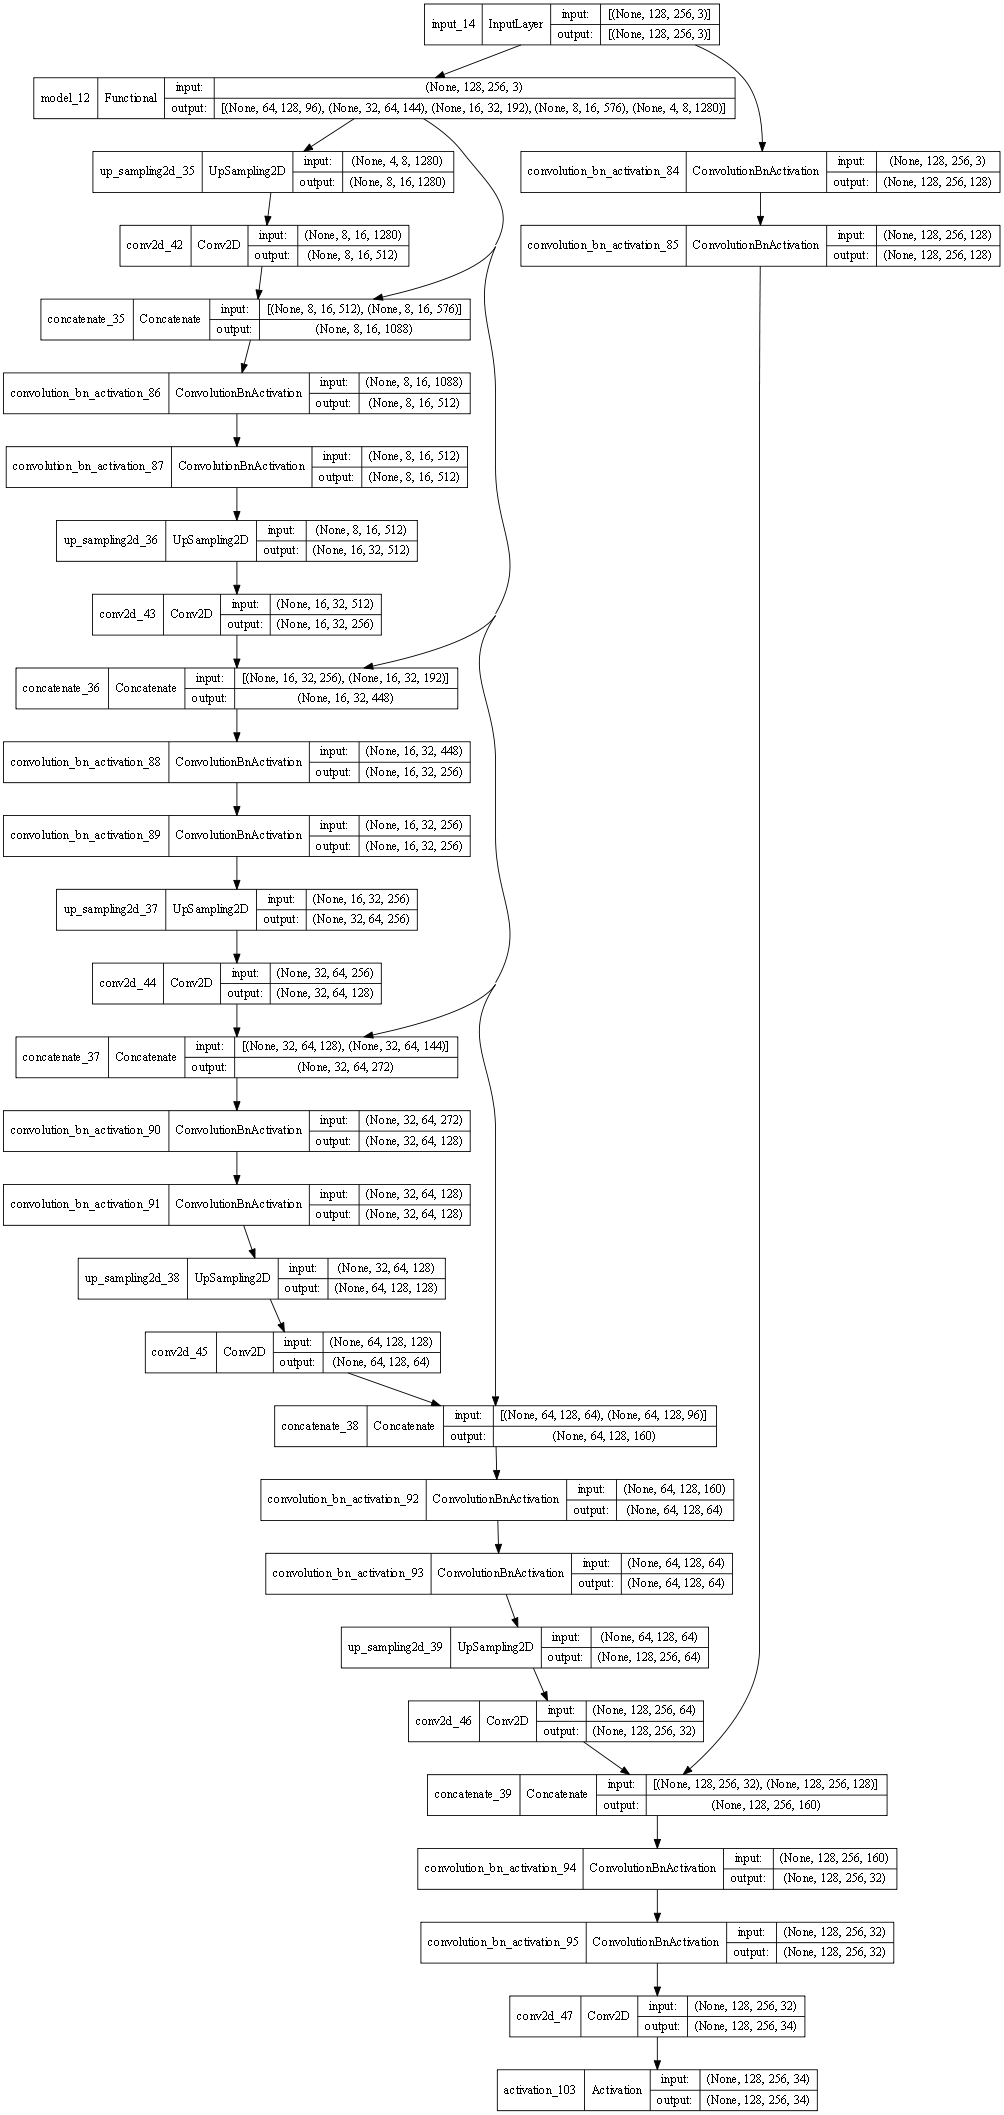 input_14 InputLayer input: [(None, 128, 256, 3)]
output: [(None, 128, 256, 3)]
model_12 Functional input: (None, 128, 256, 3)
output: [(None, 64, 128, 96), (None, 32, 64, 144), (None, 16, 32, 192), (None, 8, 16, 576), (None, 4, 8, 1280)]
up_sampling2d_35 UpSampling2D input: (None, 4, 8, 1280)
output: (None, 8, 16, 1280)
convolution_bn_activation_84 ConvolutionBnActivation input: (None, 128, 256, 3)
output: (None, 128, 256, 128)
conv2d_42 Conv2D input: (None, 8, 16, 1280)
output: (None, 8, 16, 512)
convolution_bn_activation_85 ConvolutionBnActivation input: (None, 128, 256, 128)
output: (None, 128, 256, 128)
concatenate_35 Concatenate input: [(None, 8, 16, 512), (None, 8, 16, 576)]
output: (None, 8, 16, 1088)
convolution_bn_activation_86 ConvolutionBnActivation input: (None, 8, 16, 1088)
output: (None, 8, 16, 512)
convolution_bn_activation_87 ConvolutionBnActivation input: (None, 8, 16, 512)
output: (None, 8, 16, 512)
up_sampling2d_36 UpSampling2D input: (None, 8, 16, 512)
output: (None, 16, 32, 512)
conv2d_43 Conv2D input: (None, 16, 32, 512)
output: (None, 16, 32, 256)
concatenate_36 Concatenate input: [(None, 16, 32, 256), (None, 16, 32, 192)]
output: (None, 16, 32, 448)
convolution_bn_activation_88 ConvolutionBnActivation input: (None, 16, 32, 448)
output: (None, 16, 32, 256)
convolution_bn_activation_89 ConvolutionBnActivation input: (None, 16, 32, 256)
output: (None, 16, 32, 256)
up_sampling2d_37 UpSampling2D input: (None, 16, 32, 256)
output: (None, 32, 64, 256)
conv2d_44 Conv2D input: (None, 32, 64, 256)
output: (None, 32, 64, 128)
concatenate_37 Concatenate input: [(None, 32, 64, 128), (None, 32, 64, 144)]
output: (None, 32, 64, 272)
convolution_bn_activation_90 ConvolutionBnActivation input: (None, 32, 64, 272)
output: (None, 32, 64, 128)
convolution_bn_activation_91 ConvolutionBnActivation input: (None, 32, 64, 128)
output: (None, 32, 64, 128)
up_sampling2d_38 UpSampling2D input: (None, 32, 64, 128)
output: (None, 64, 128, 128)
conv2d_45 Conv2D input: (None, 64, 128, 128)
output: (None, 64, 128, 64)
concatenate_38 Concatenate input: [(None, 64, 128, 64), (None, 64, 128, 96)]
output: (None, 64, 128, 160)
convolution_bn_activation_92 ConvolutionBnActivation input: (None, 64, 128, 160)
output: (None, 64, 128, 64)
convolution_bn_activation_93 ConvolutionBnActivation input: (None, 64, 128, 64)
output: (None, 64, 128, 64)
up_sampling2d_39 UpSampling2D input: (None, 64, 128, 64)
output: (None, 128, 256, 64)
conv2d_46 Conv2D input: (None, 128, 256, 64)
output: (None, 128, 256, 32)
concatenate_39 Concatenate input: [(None, 128, 256, 32), (None, 128, 256, 128)]
output: (None, 128, 256, 160)
convolution_bn_activation_94 ConvolutionBnActivation input: (None, 128, 256, 160)
output: (None, 128, 256, 32)
convolution_bn_activation_95 ConvolutionBnActivation input: (None, 128, 256, 32)
output: (None, 128, 256, 32)
conv2d_47 Conv2D input: (None, 128, 256, 32)
output: (None, 128, 256, 34)
activation_103 Activation input: (None, 128, 256, 34)
output: (None, 128, 256, 34)